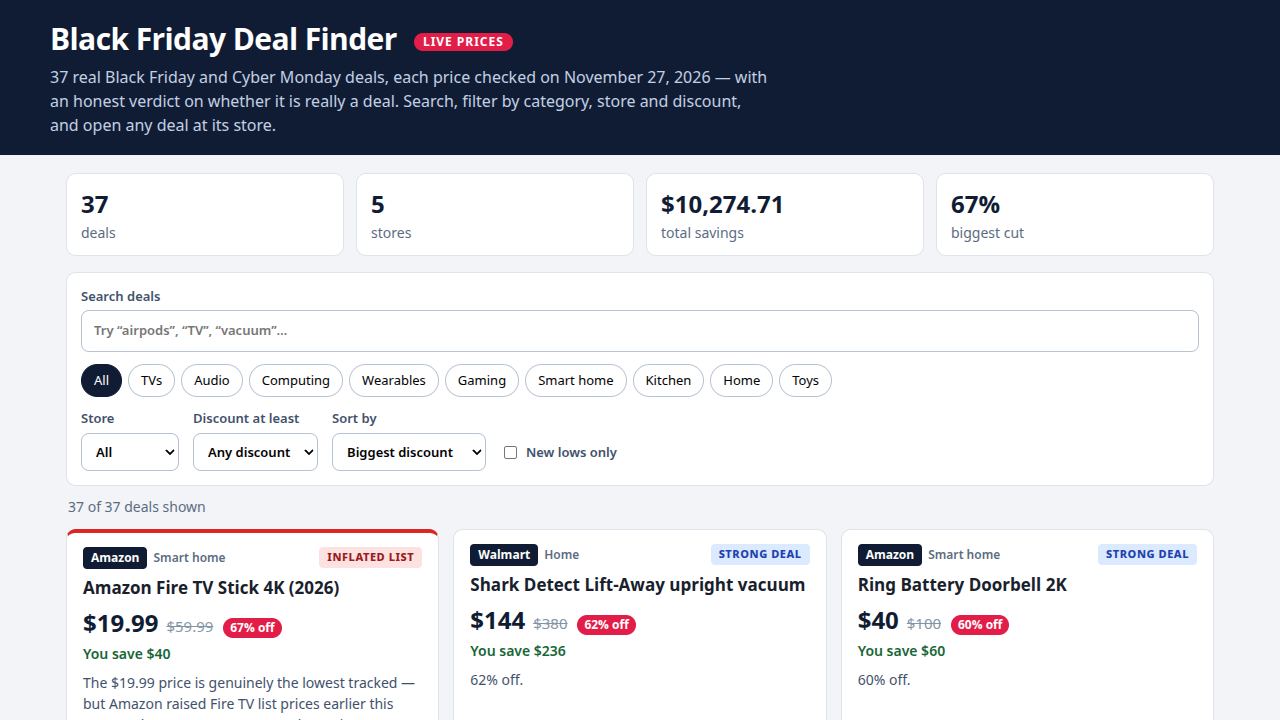 Black Friday Deal Finder LIVE PRICES
37 real Black Friday and Cyber Monday deals, each price checked on November 27, 2026 — with
an honest verdict on whether it is really a deal. Search, filter by category, store and discount,
and open any deal at its store.
37
deals
5
stores
$10,274.71
total savings
67%
biggest cut
Search deals
Try “airpods”, “TV”, “vacuum”…
All TVs Audio Computing Wearables Gaming Smart home Kitchen Home Toys
Store Discount at least Sort by
All Any discount Biggest discount New lows only
37 of 37 deals shown
Amazon Smart home INFLATED LIST
Amazon Fire TV Stick 4K (2026)
$19.99 $59.99 67% off
You save $40
The $19.99 price is genuinely the lowest tracked —
but Amazon raised Fire TV list prices earlier this
Walmart Home STRONG DEAL
Shark Detect Lift-Away upright vacuum
$144 $380 62% off
You save $236
62% off.
Amazon Smart home STRONG DEAL
Ring Battery Doorbell 2K
$40 $100 60% off
You save $60
60% off.